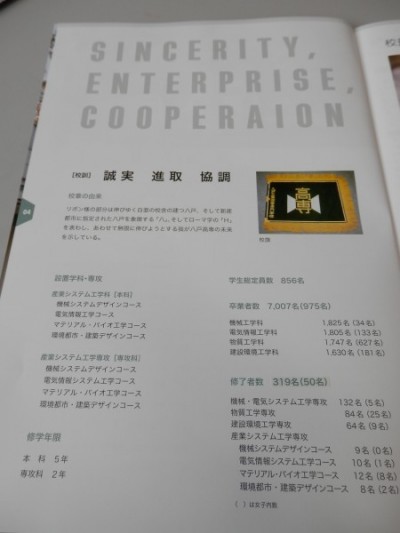 SINCERITY,
ENTERPRISE,
COOPERAION
[校訓] 誠実 進取 協調
校章の由来
校章
04
設置学科・専攻
産業システム工学科 [本科]
機械システムデザインコース
電気情報工学コース
マテリアル・バイオ工学コース
環境都市・建築デザインコース
産業システム工学専攻 [専攻科]
機械システムデザインコース
電気情報システム工学コース
マテリアル・バイオ工学コース
環境都市・建築デザインコース
修学年限
本 科 5年
専攻科 2年
学生総定員数 856名
卒業者数 7,007名(975名)
機械工学科 1,825名 (34名)
電気情報工学科 1,805名 (133名)
物質工学科 1,747名 (627名)
建設環境工学科 1,630名 (181名)
修了者数 319名(50名)
機械・電気システム工学専攻 132名 (5名)
物質工学専攻 84名 (25名)
建設環境工学専攻 64名 (9名)
産業システム工学専攻
機械システムデザインコース 9名 (0名)
電気情報システム工学コース 10名 (1名)
マテリアル・バイオ工学コース 12名 (8名)
環境都市・建築デザインコース 8名 (2名)
( ) は女子内数